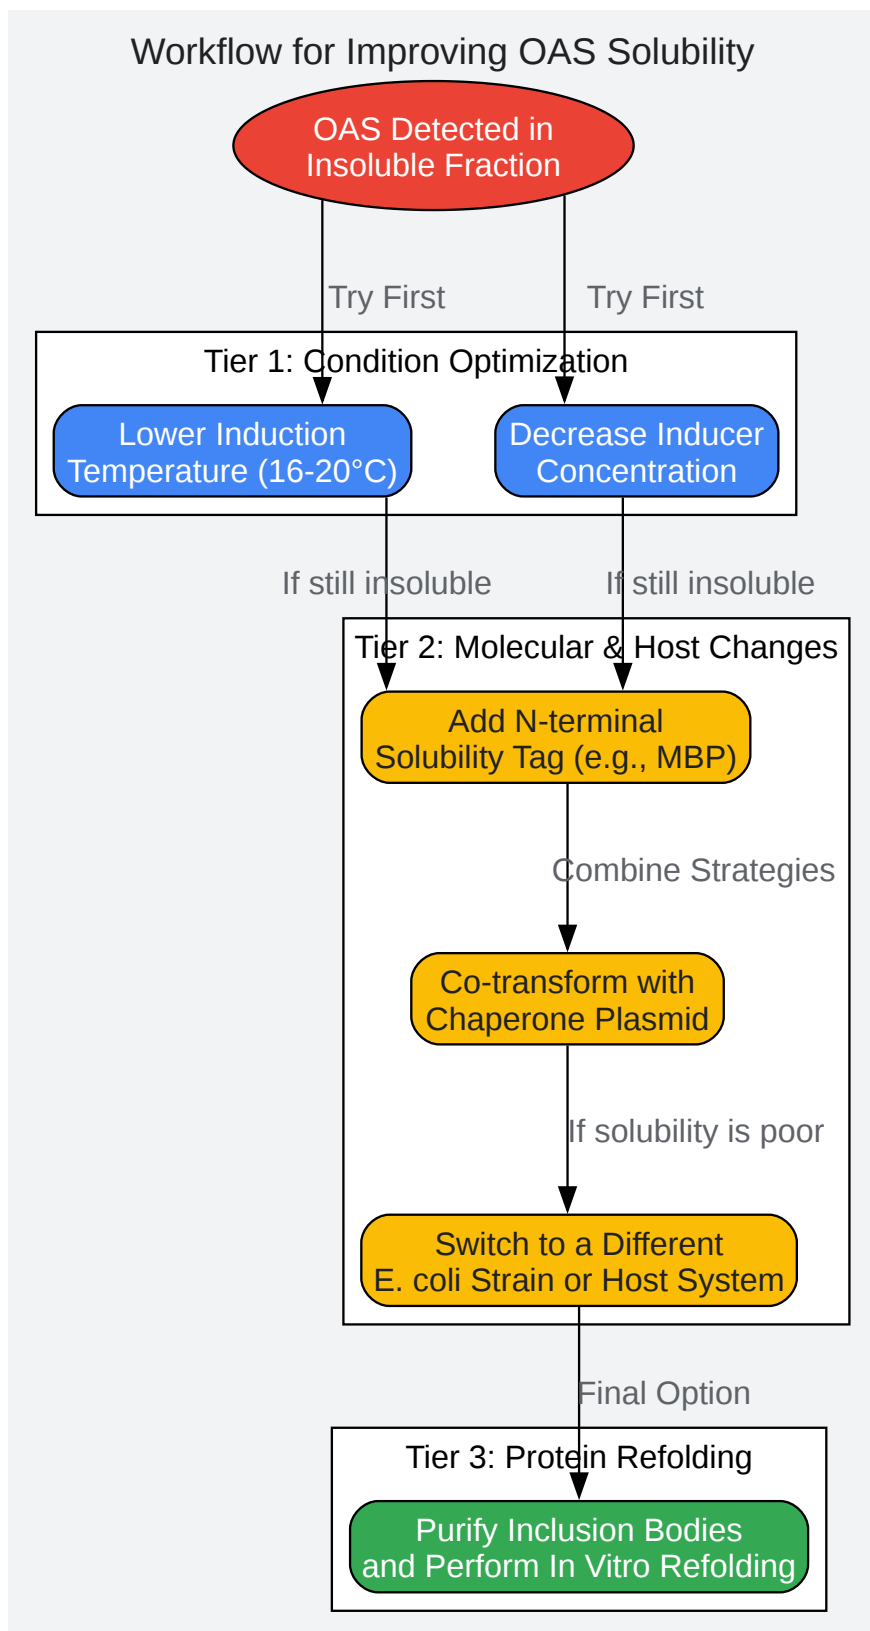 Workflow for Improving OAS Solubility
OAS Detected in
Insoluble Fraction
Try First
Try First
Tier 1: Condition Optimization
Lower Induction
Temperature (16-20°C)
Decrease Inducer
Concentration
If still insoluble
If still insoluble
Tier 2: Molecular & Host Changes
Add N-terminal
Solubility Tag (e.g., MBP)
Combine Strategies
Co-transform with
Chaperone Plasmid
If solubility is poor
Switch to a Different
E. coli Strain or Host System
Final Option
Tier 3: Protein Refolding
Purify Inclusion Bodies
and Perform In Vitro Refolding